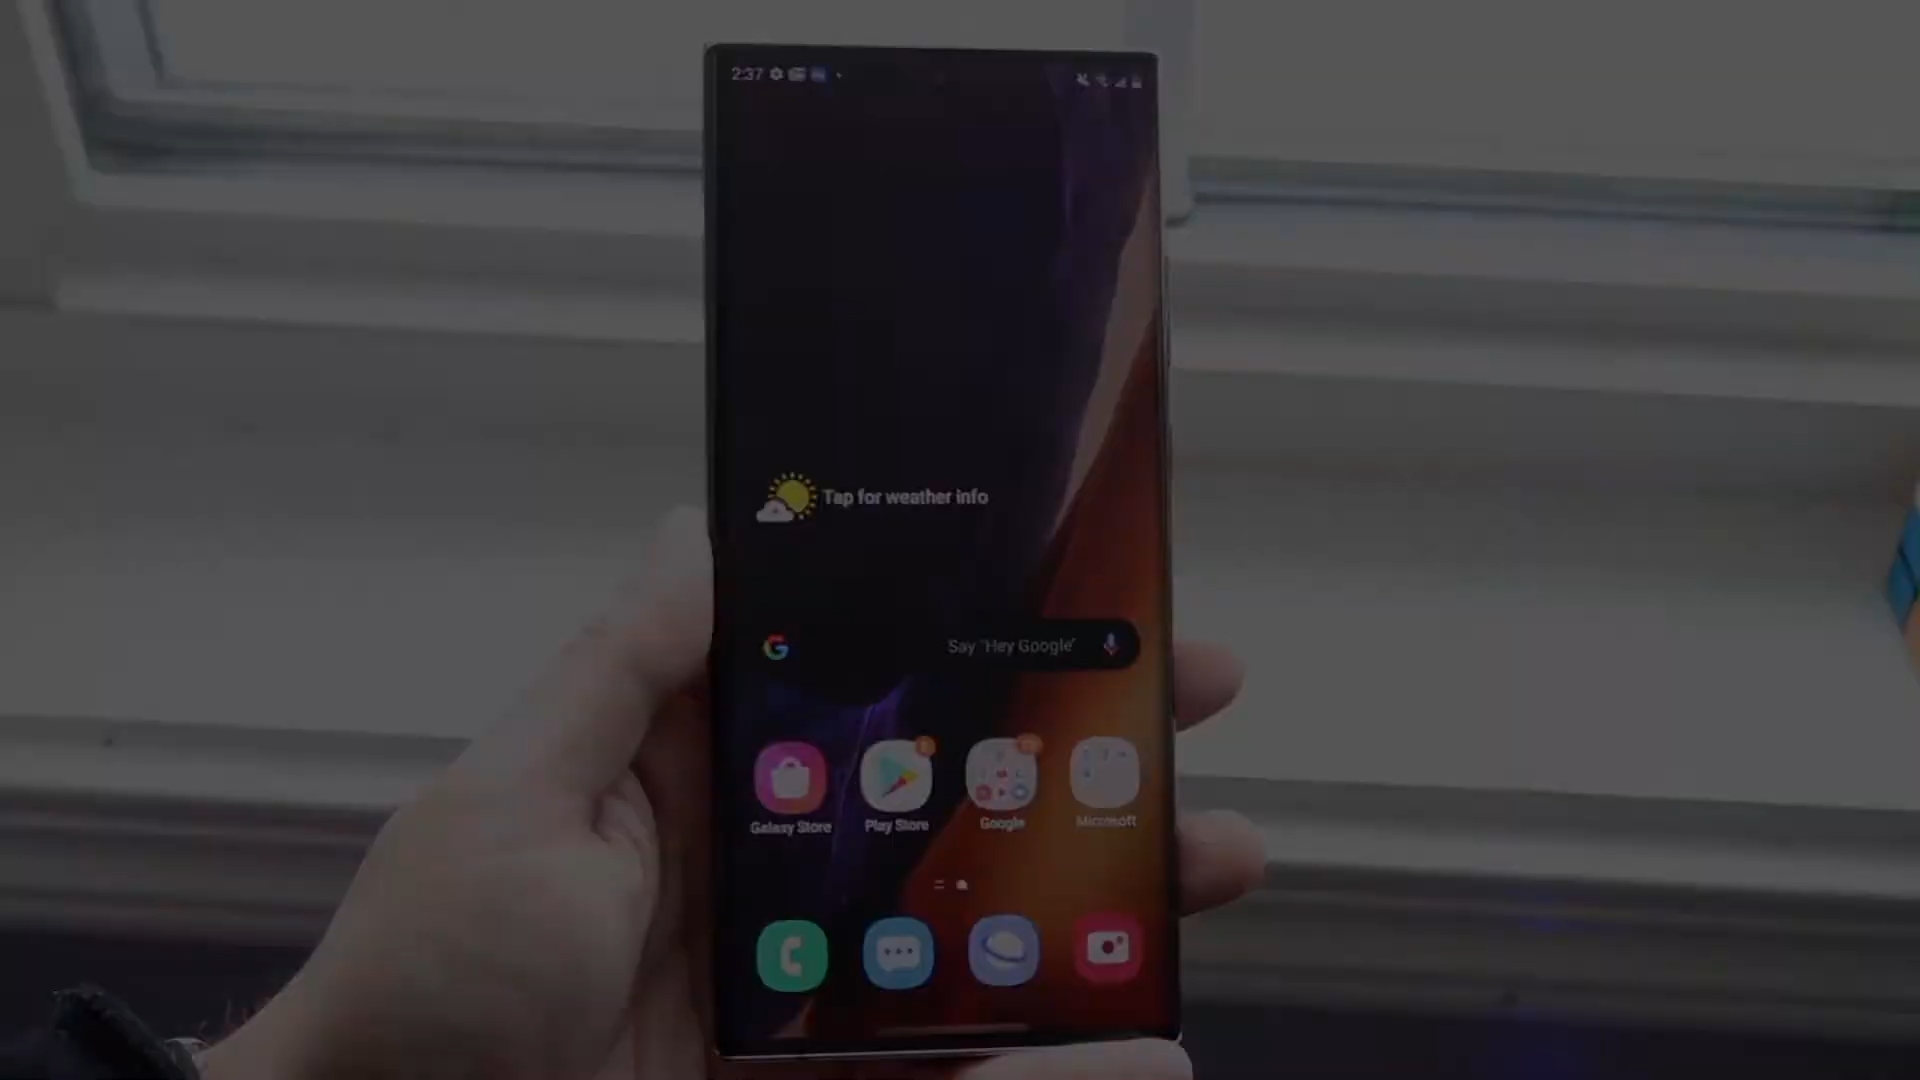 2:37
Tap for weather info
Say "Hey Google"
Galaxy Store
Play Store
Google
Microsoft